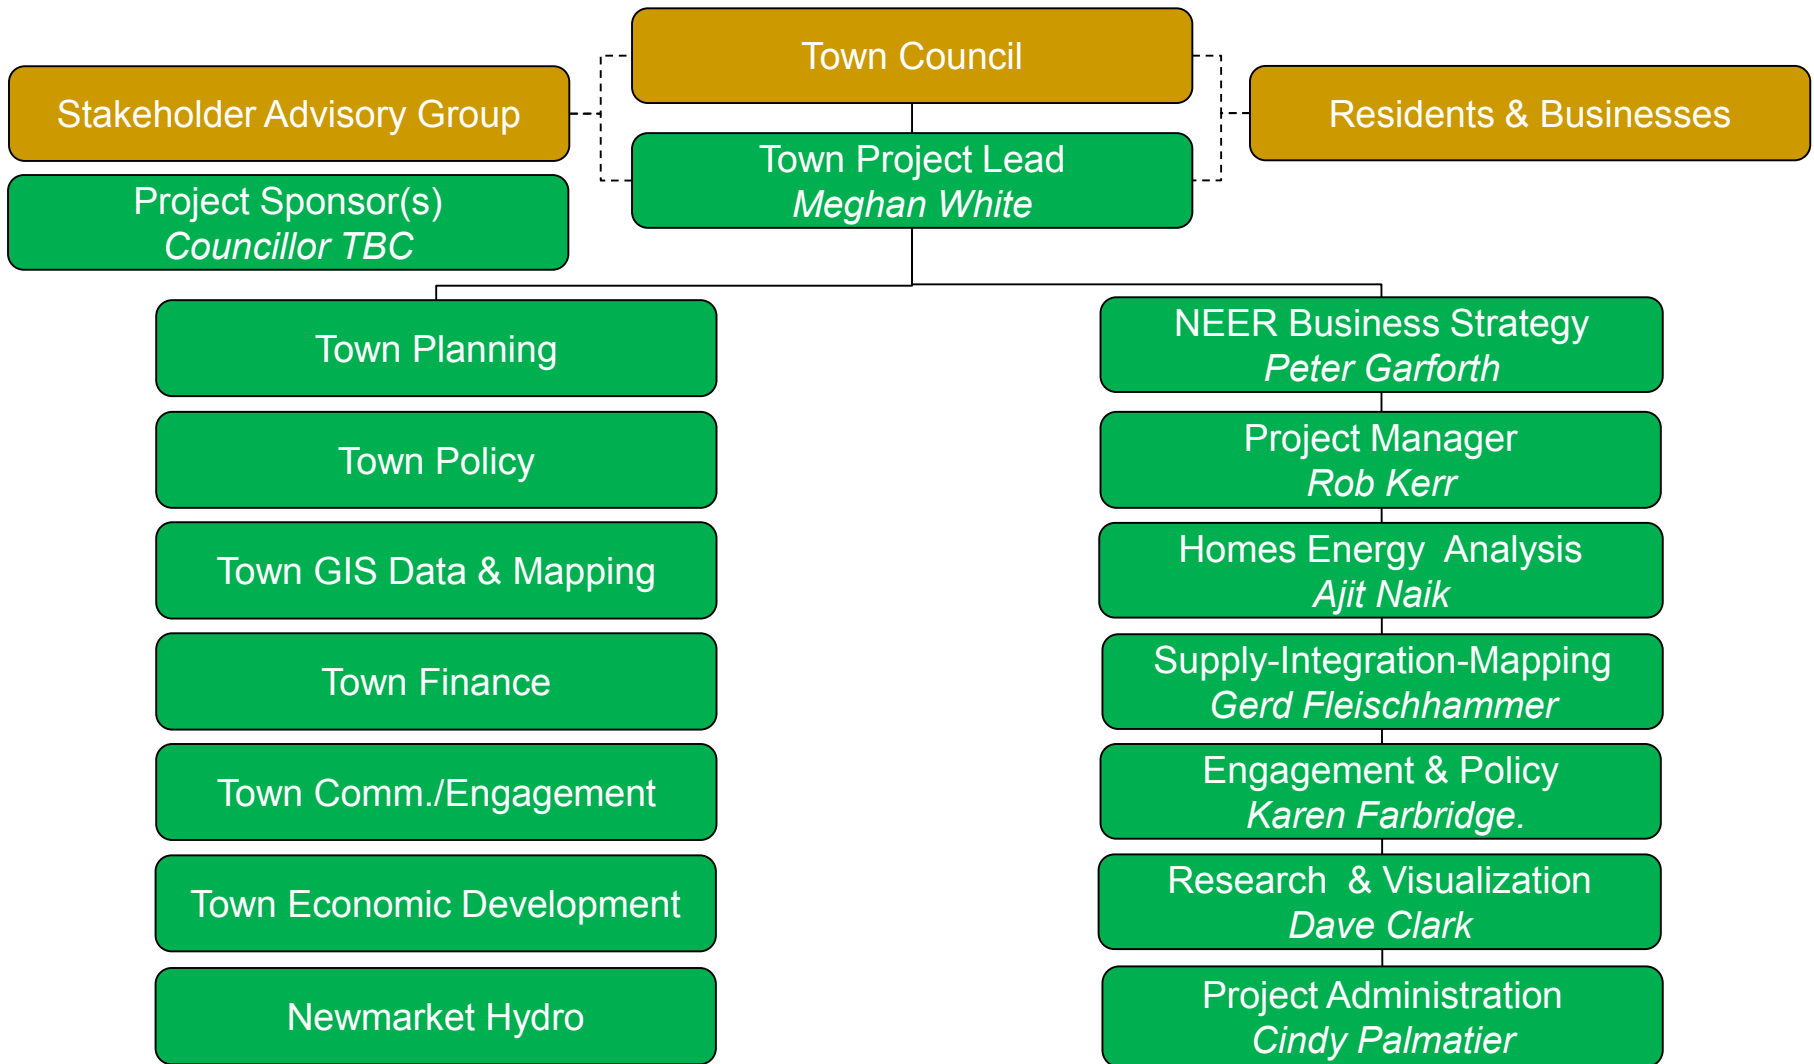 Town Council
Stakeholder Advisory Group
Residents & Businesses
Town Project Lead
Meghan White
Project Sponsor(s)
Councillor TBC
Town Planning
Town Policy
Town GIS Data & Mapping
Town Finance
Town Comm./Engagement
Town Economic Development
Newmarket Hydro
NEER Business Strategy
Peter Garforth
Project Manager
Rob Kerr
Homes Energy  Analysis
Ajit Naik
Supply-Integration-Mapping
Gerd Fleischhammer
Engagement & Policy
Karen Farbridge.
Research  & Visualization
Dave Clark
Project Administration
Cindy Palmatier